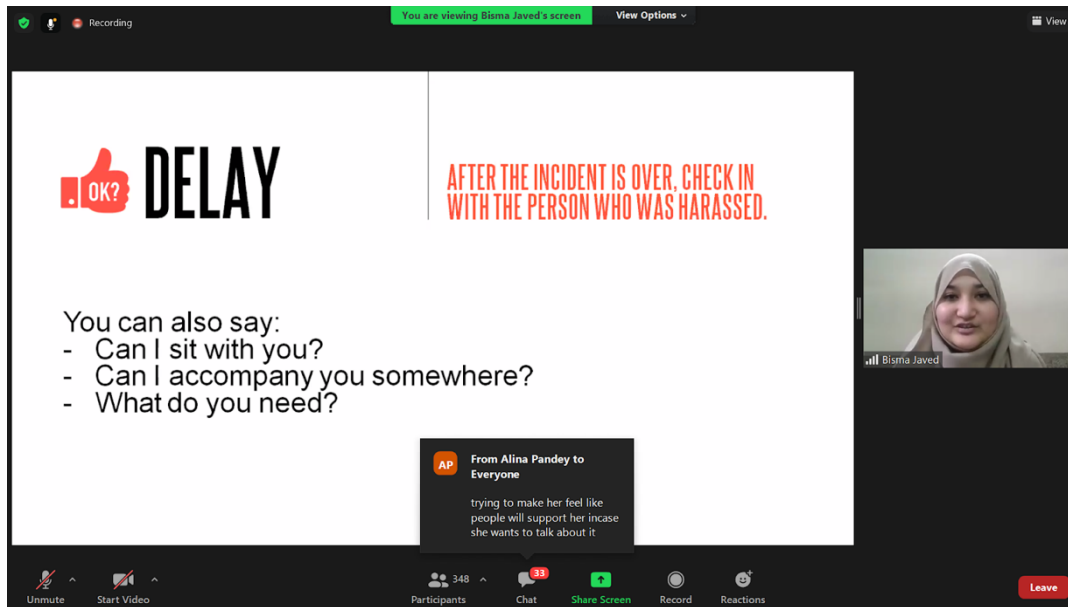 Recording
You are viewing Bisma Javed's screen
View Options
View
OK?
DELAY
AFTER THE INCIDENT IS OVER, CHECK IN
WITH THE PERSON WHO WAS HARASSED.
You can also say:
- Can I sit with you?
- Can I accompany you somewhere?
- What do you need?
Bisma Javed
AP
From Alina Pandey to
Everyone
trying to make her feel like
people will support her incase
she wants to talk about it
Unmute
Start Video
348
Participants
33
Chat
Share Screen
Record
Reactions
Leave